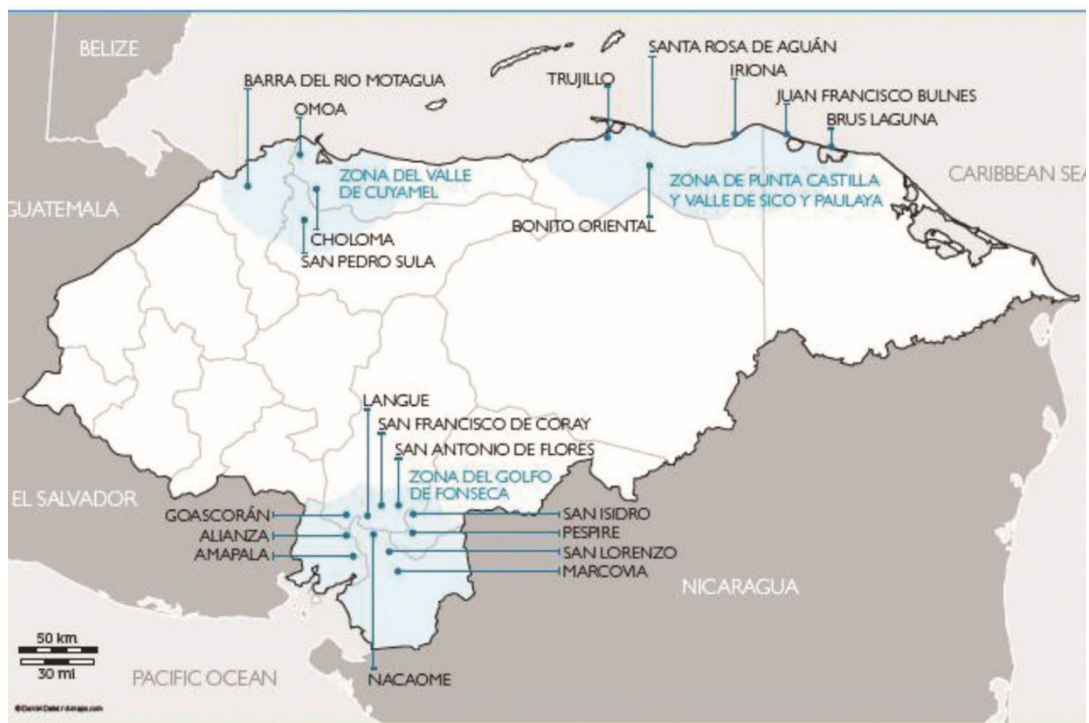 BELIZE
BARRA DEL RIO MOTAGUA
OMOA
TRUJILLO
SANTA ROSA DE AGUÁN
IRIONA
JUAN FRANCISCO BULNES
BRUS LAGUNA
CARIBBEAN SEA
GUATEMALA
ZONA DEL VALLE
DE CUYAMEL
ZONA DE PUNTA CASTILLA
Y VALLE DE SICO Y PAULAYA
BONITO ORIENTAL
CHOLOMA
SAN PEDRO SULA
LANGUE
SAN FRANCISCO DE CORAY
SAN ANTONIO DE FLORES
ZONA DEL GOLFO
DE FONSECA
EL SALVADOR
GOASCORÁN
ALIANZA
AMAPALA
SAN ISIDRO
PESPIRE
SAN LORENZO
MARCOVIA
NICARAGUA
50 km
30 mi
PACIFIC OCEAN
NACAOME